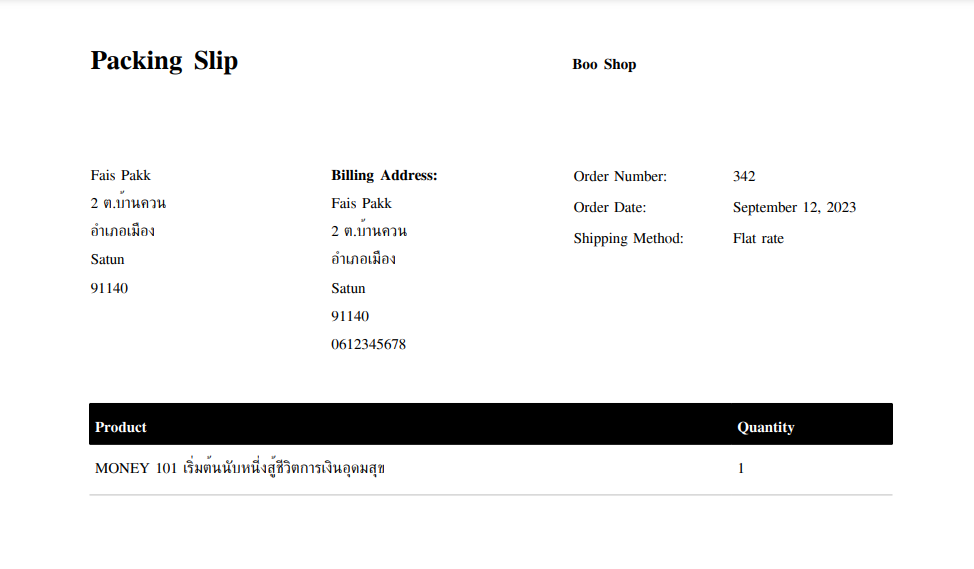 Packing Slip
Boo Shop
Fais Pakk
2 ต.บ้านควน
อำเภอเมือง
Satun
91140
Billing Address:
Fais Pakk
2 ต.บ้านควน
อำเภอเมือง
Satun
91140
0612345678
Order Number: 342
Order Date: September 12, 2023
Shipping Method: Flat rate
Product Quantity
MONEY 101 เริ่มต้นนับหนึ่งสู้ชีวิตการเงินอุดมสุข 1